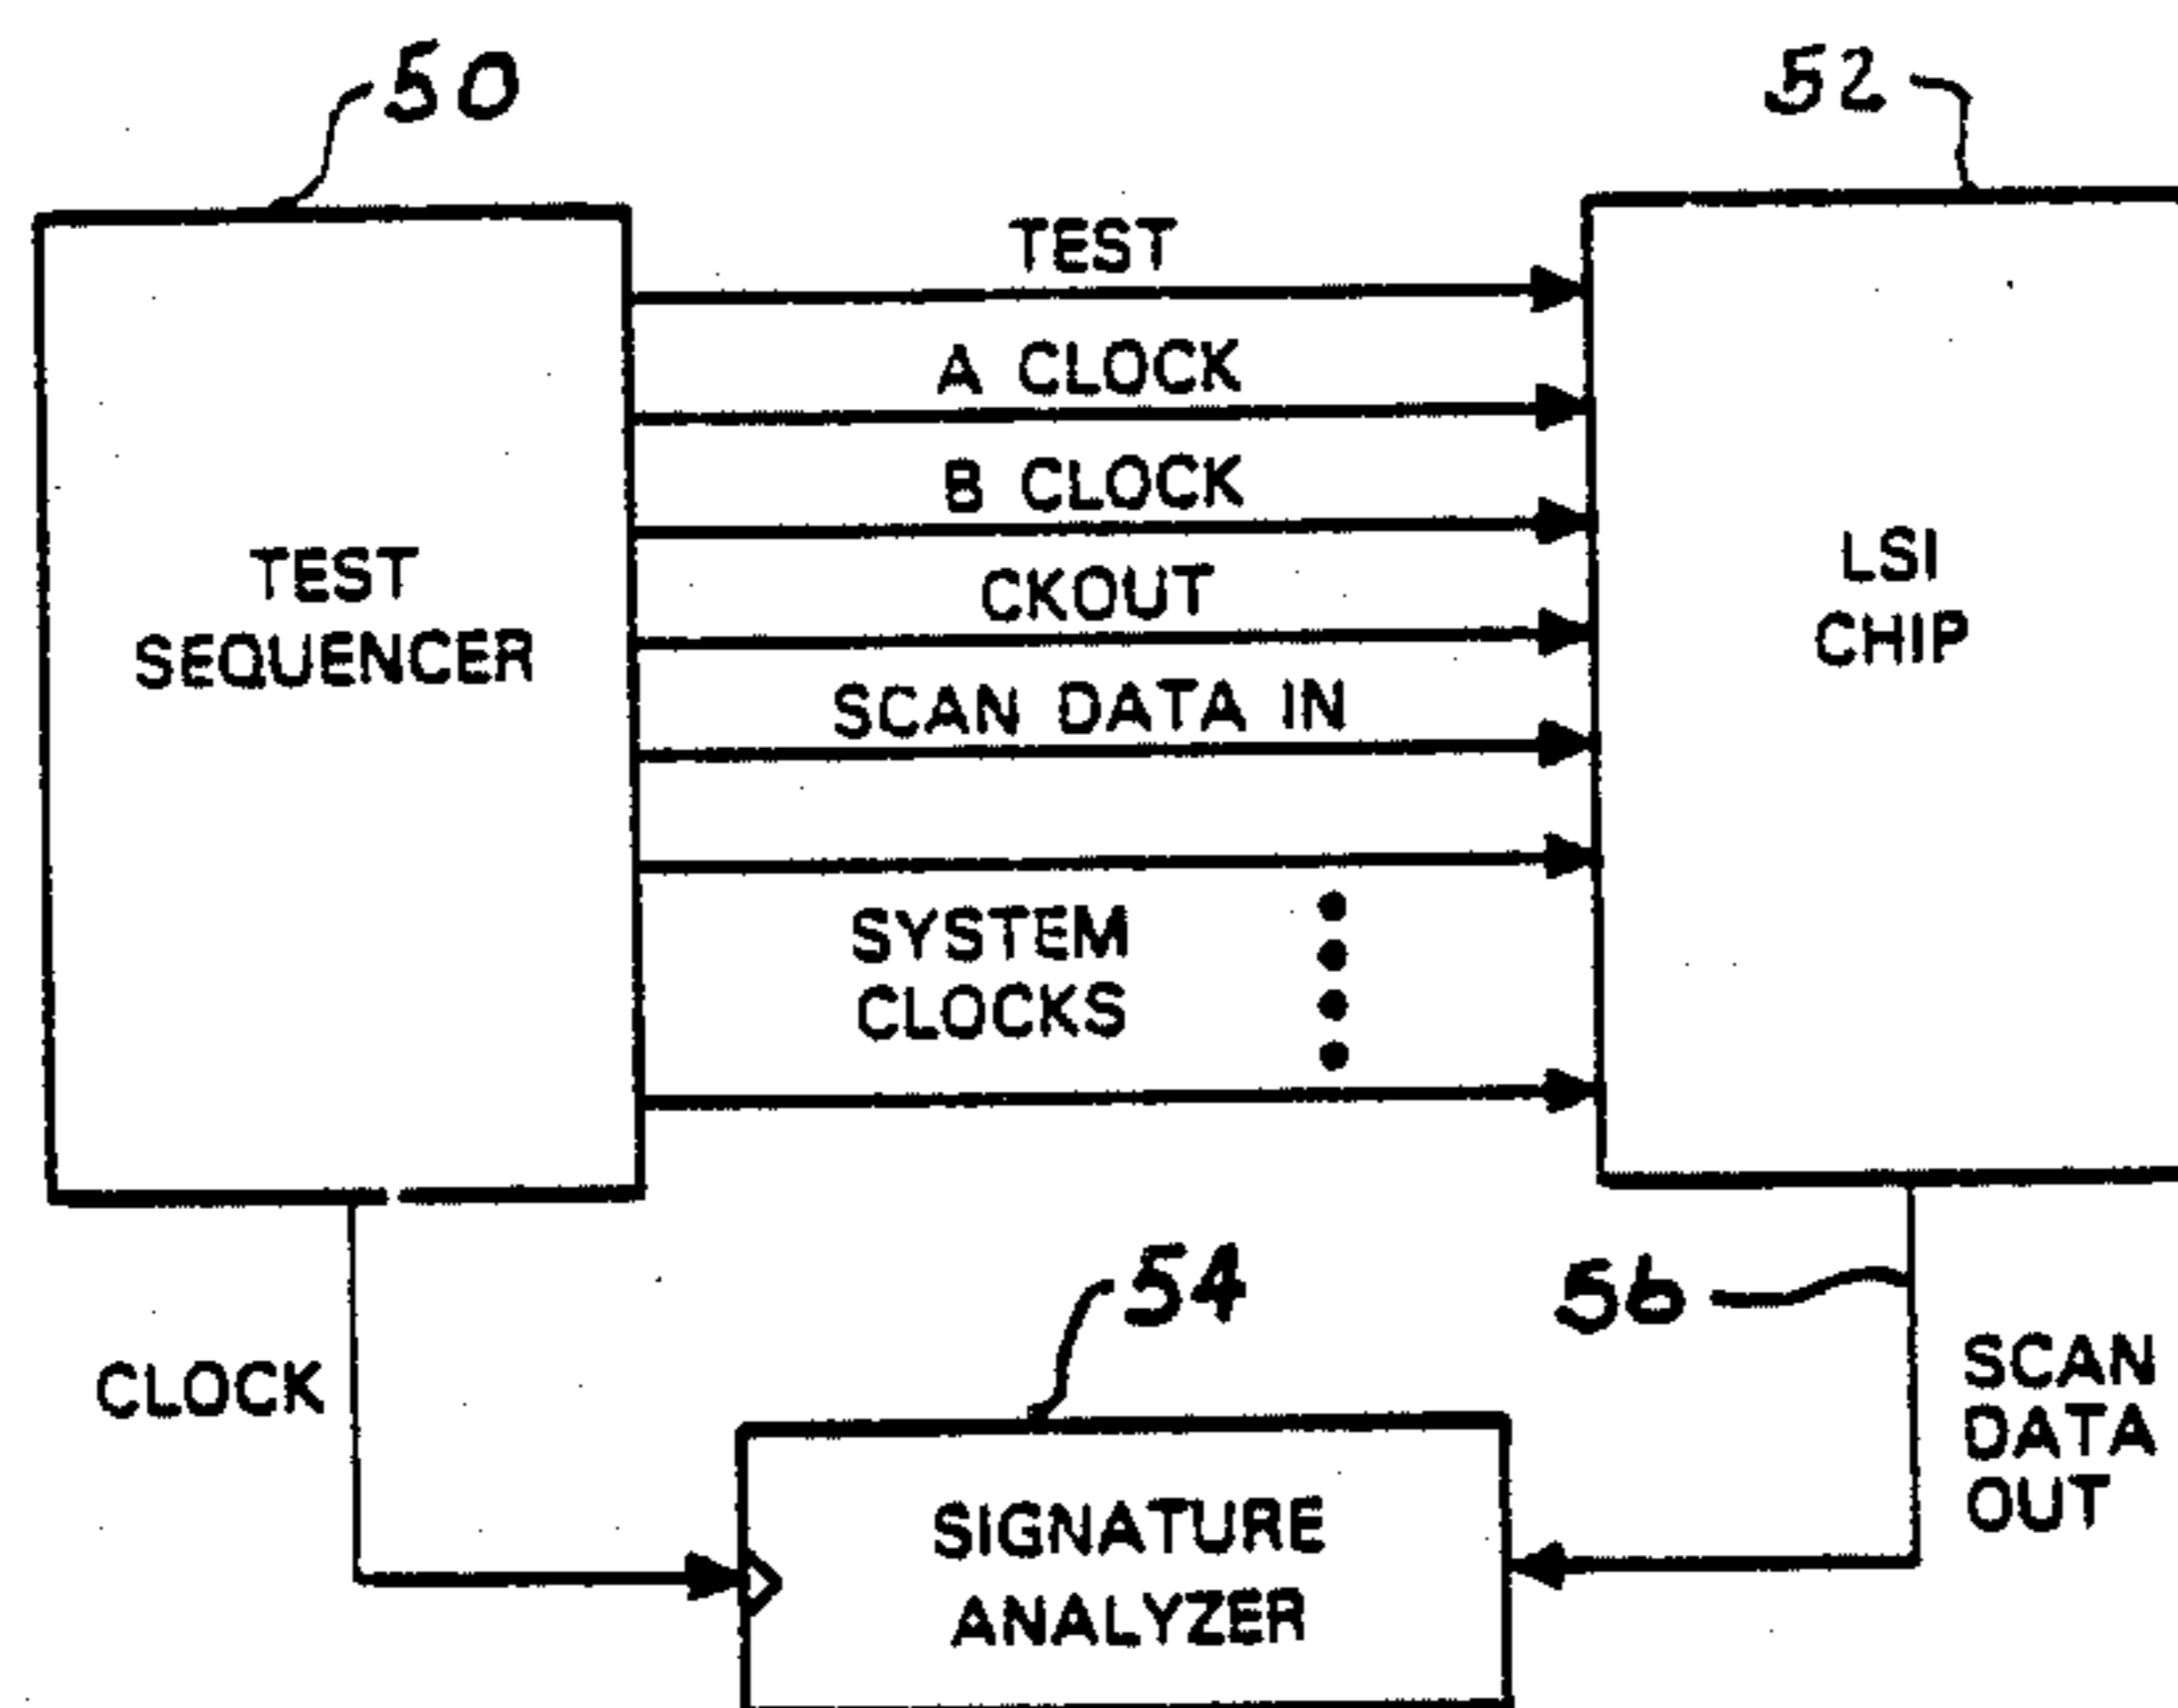 50
52
TEST
A CLOCK
B CLOCK
CKOUT
SCAN DATA IN
TEST
SEQUENCER
LSI
CHIP
SYSTEM
CLOCKS
54
56
CLOCK
SCAN
DATA
OUT
SIGNATURE
ANALYZER